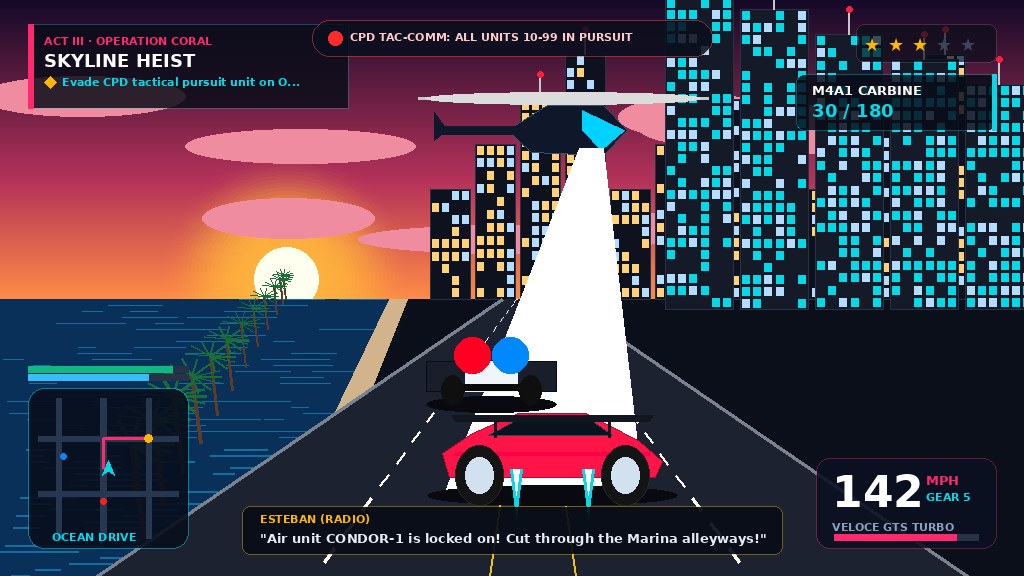 ACT III · OPERATION CORAL
SKYLINE HEIST
Evade CPD tactical pursuit unit on O...
CPD TAC-COMM: ALL UNITS 10-99 IN PURSUIT
M4A1 CARBINE
30 / 180
OCEAN DRIVE
ESTEBAN (RADIO)
"Air unit CONDOR-1 is locked on! Cut through the Marina alleyways!"
142 MPH
GEAR 5
VELOCE GTS TURBO